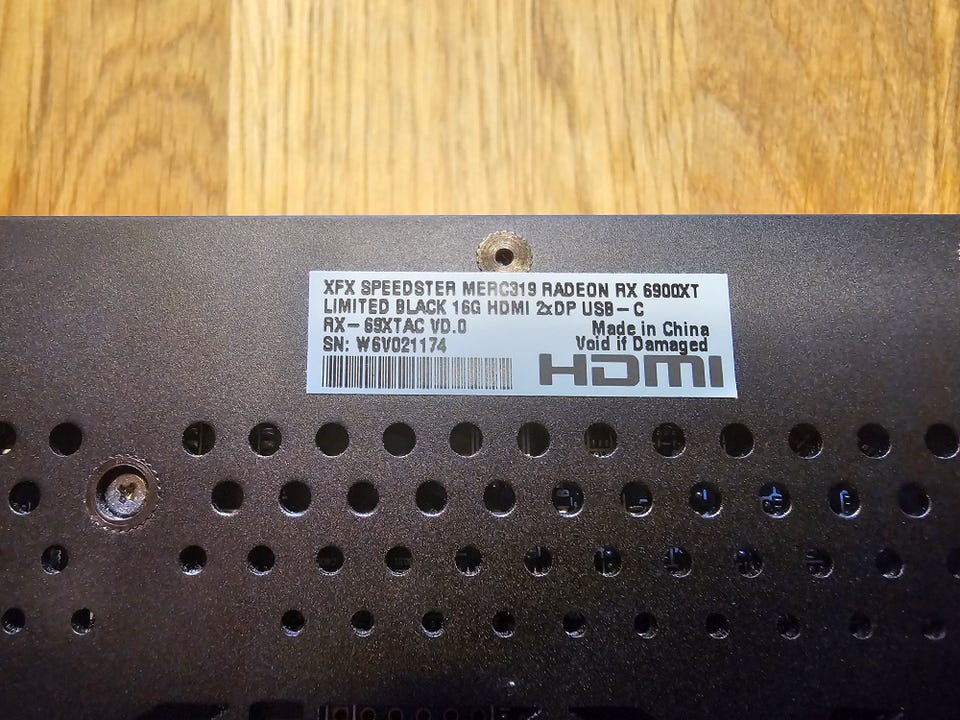 XFX SPEEDSTER MERC319 RADEON RX 6900XT
LIMITED BLACK 16G HDMI 2xDP USB-C
RX-69XTAC VD.0
Made in China
SN: W6V021174
Void if Damaged
HDMI